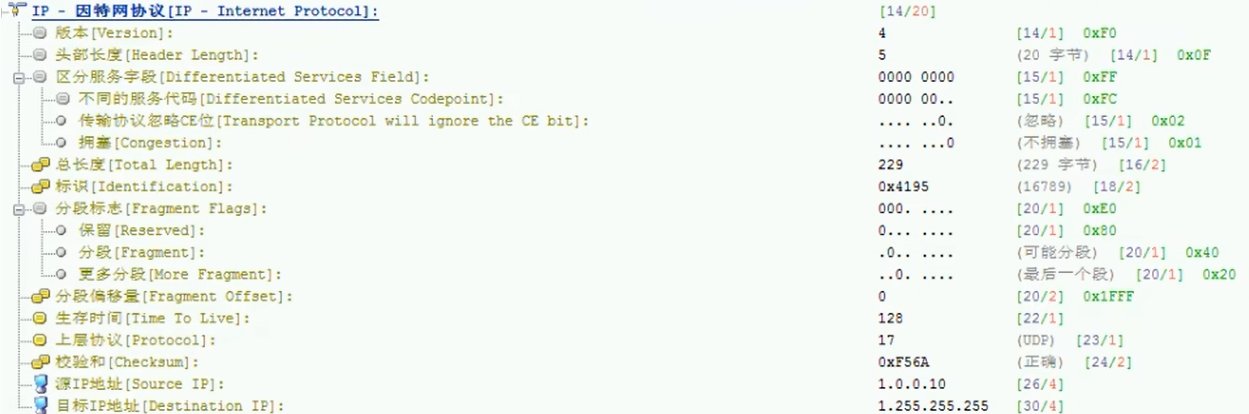 IP - 因特网协议[IP - Internet Protocol]: [14/20]
版本[Version]: 4 [14/1] 0xF0
头部长度[Header Length]: 5 (20 字节) [14/1] 0x0F
区分服务字段[Differentiated Services Field]: 0000 0000 [15/1] 0xFF
不同的服务代码[Differentiated Services Codepoint]: 0000 00.. [15/1] 0xFC
传输协议忽略CE位[Transport Protocol will ignore the CE bit]: .... ..0. (忽略) [15/1] 0x02
拥塞[Congestion]: .... ...0 (不拥塞) [15/1] 0x01
总长度[Total Length]: 229 (229 字节) [16/2]
标识[Identification]: 0x4195 (16789) [18/2]
分段标志[Fragment Flags]: 000. .... [20/1] 0xE0
保留[Reserved]: 0... .... [20/1] 0x80
分段[Fragment]: .0.. .... (可能分段) [20/1] 0x40
更多分段[More Fragment]: ..0. .... (最后一个段) [20/1] 0x20
分段偏移量[Fragment Offset]: 0 [20/2] 0x1FFF
生存时间[Time To Live]: 128 [22/1]
上层协议[Protocol]: 17 (UDP) [23/1]
校验和[Checksum]: 0xF56A (正确) [24/2]
源IP地址[Source IP]: 1.0.0.10 [26/4]
目标IP地址[Destination IP]: 1.255.255.255 [30/4]